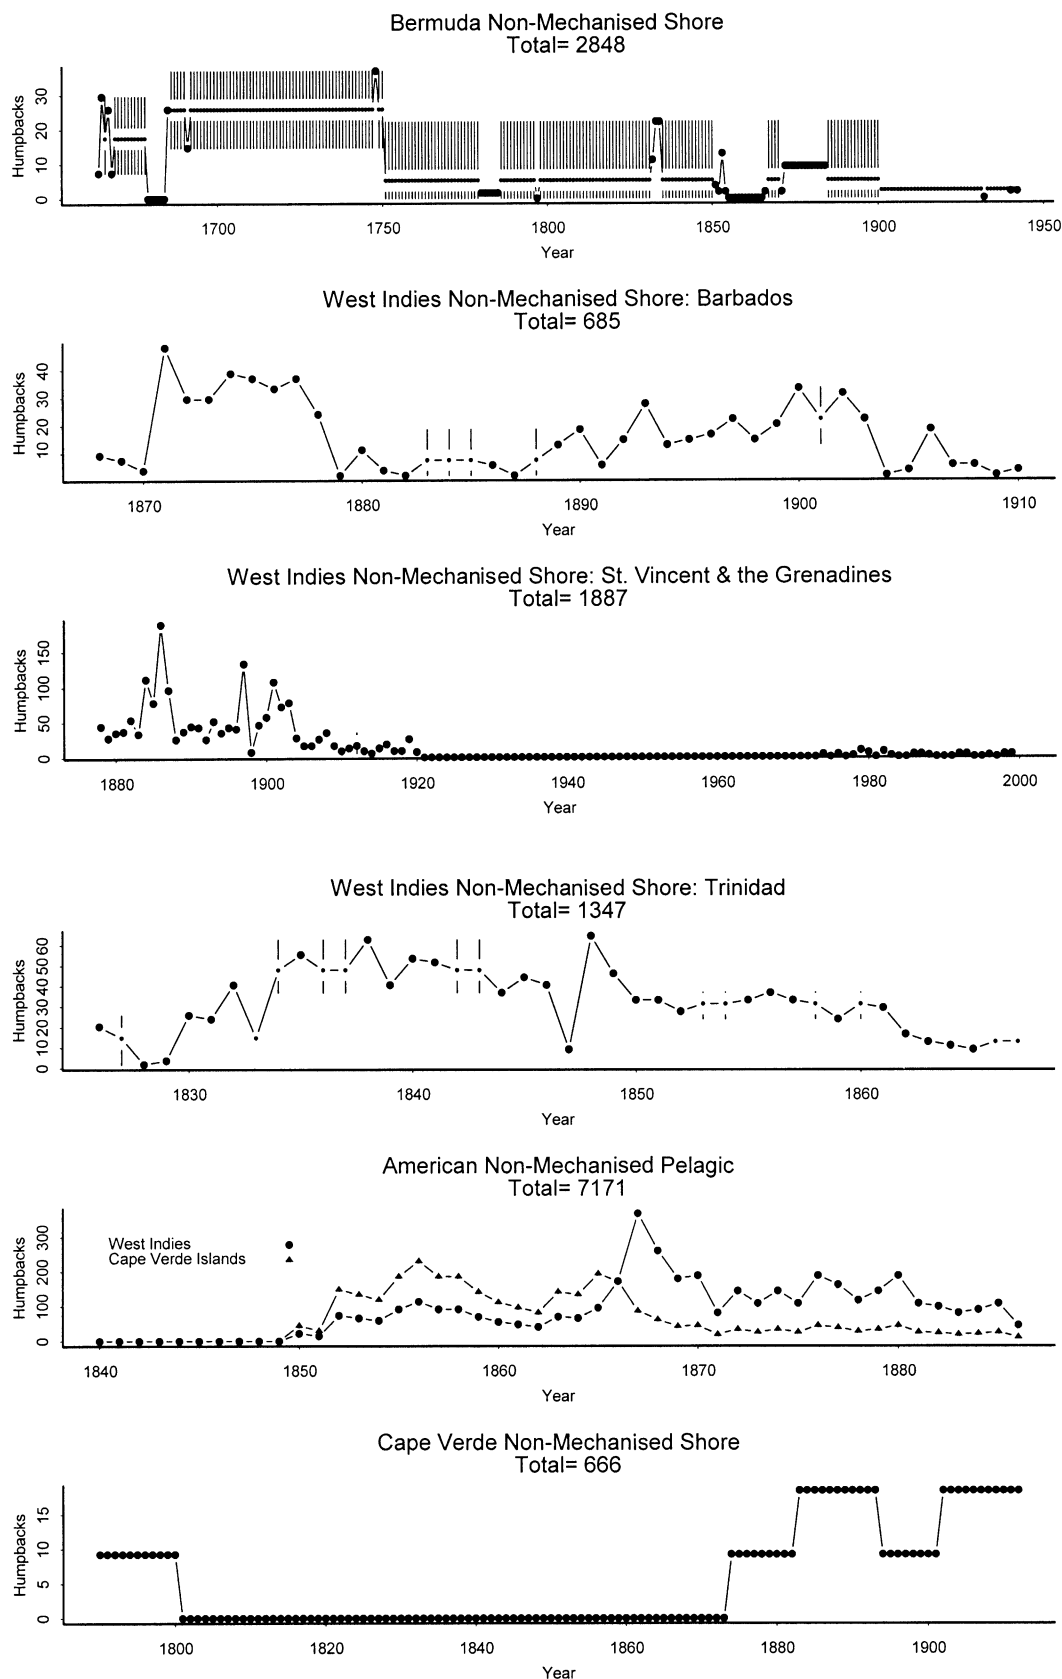 Bermuda Non-Mechanised Shore
Total= 2848
Humpbacks
0 10 20 30
1700 1750 1800 1850 1900 1950
Year
West Indies Non-Mechanised Shore: Barbados
Total= 685
Humpbacks
10 20 30 40
1870 1880 1890 1900 1910
Year
West Indies Non-Mechanised Shore: St. Vincent & the Grenadines
Total= 1887
Humpbacks
0 50 100 150
1880 1900 1920 1940 1960 1980 2000
Year
West Indies Non-Mechanised Shore: Trinidad
Total= 1347
Humpbacks
0 10 20 30 40 50 60
1830 1840 1850 1860
Year
American Non-Mechanised Pelagic
Total= 7171
Humpbacks
0 100 200 300
West Indies
Cape Verde Islands
1840 1850 1860 1870 1880
Year
Cape Verde Non-Mechanised Shore
Total= 666
Humpbacks
0 5 10 15
1800 1820 1840 1860 1880 1900
Year